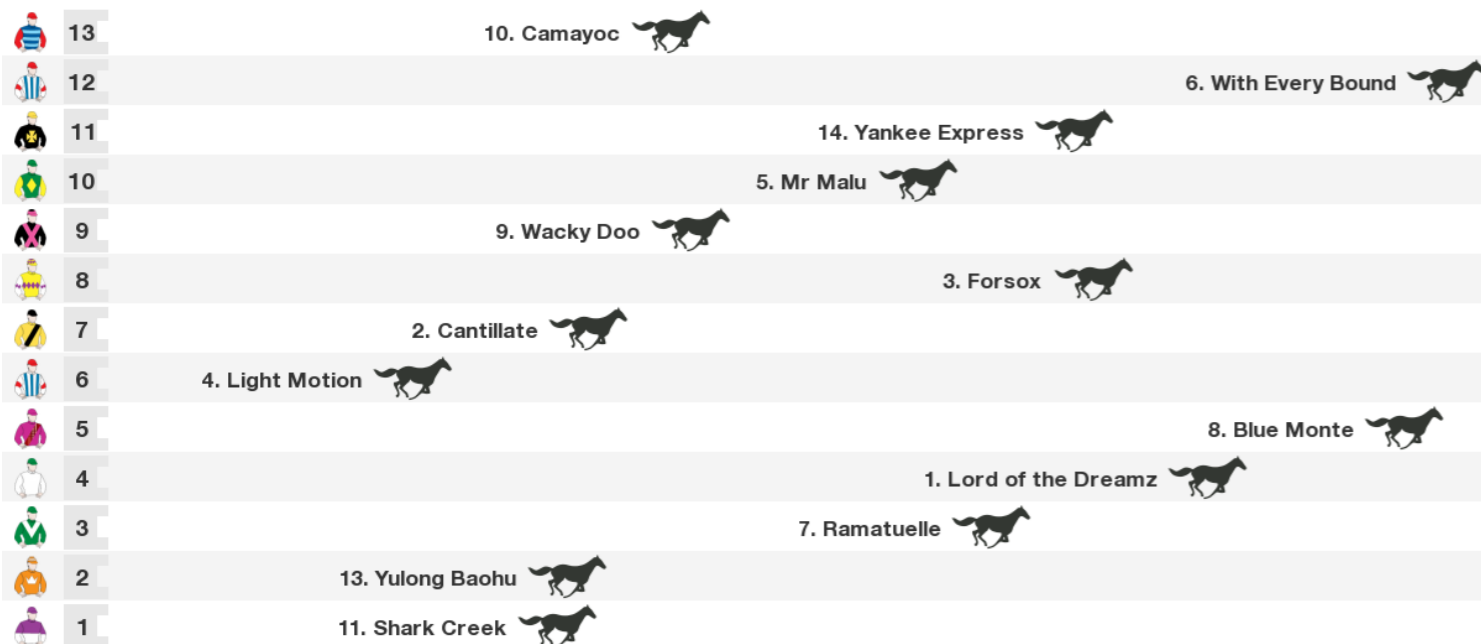 13 10. Camayoc
12 6. With Every Bound
11 14. Yankee Express
10 5. Mr Malu
9 9. Wacky Doo
8 3. Forsox
7 2. Cantillate
6 4. Light Motion
5 8. Blue Monte
4 1. Lord of the Dreamz
3 7. Ramatuelle
2 13. Yulong Baohu
1 11. Shark Creek